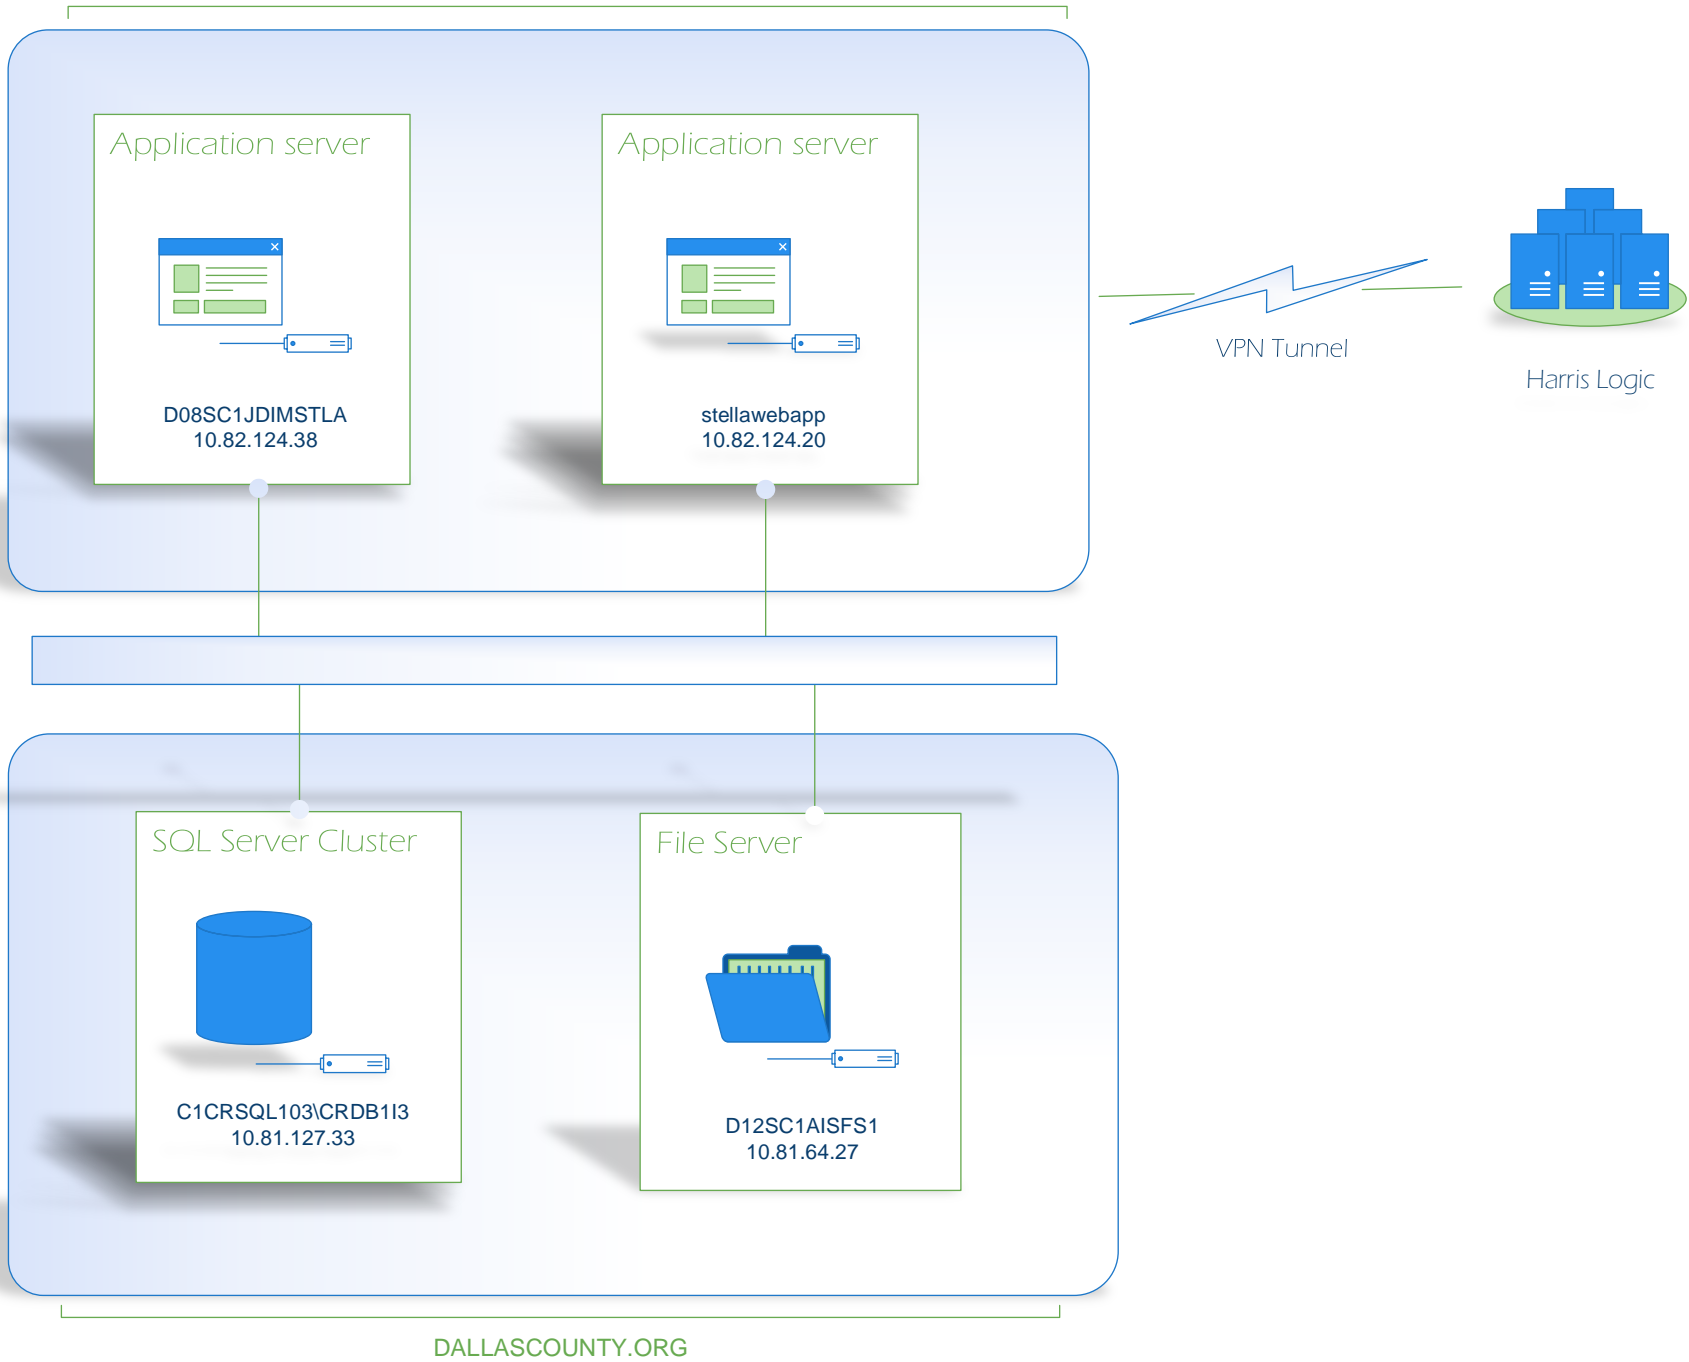 Application server
Application server
D08SC1JDIMSTLA
10.82.124.38
stellawebapp
10.82.124.20
VPN Tunnel
Harris Logic
SQL Server Cluster
File Server
C1CRSQL103\CRDB1I3
10.81.127.33
D12SC1AISFS1
10.81.64.27
DALLASCOUNTY.ORG